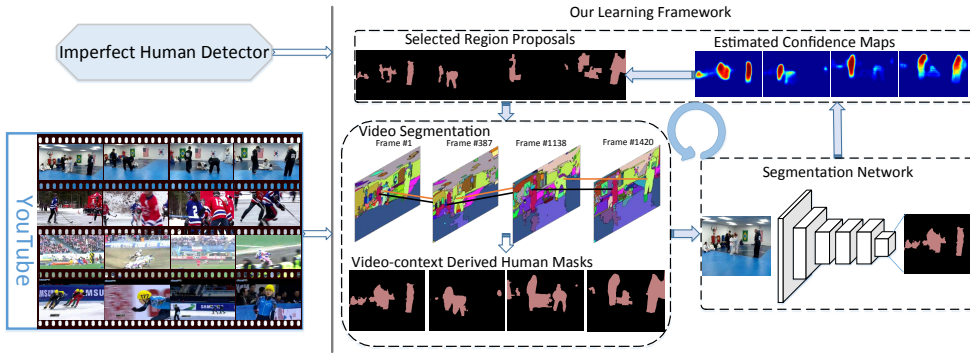 Our Learning Framework
Imperfect Human Detector
Selected Region Proposals
Estimated Confidence Maps
Video Segmentation
Frame #1
Frame #387
Frame #1138
Frame #1420
Segmentation Network
YouTube
Video-context Derived Human Masks